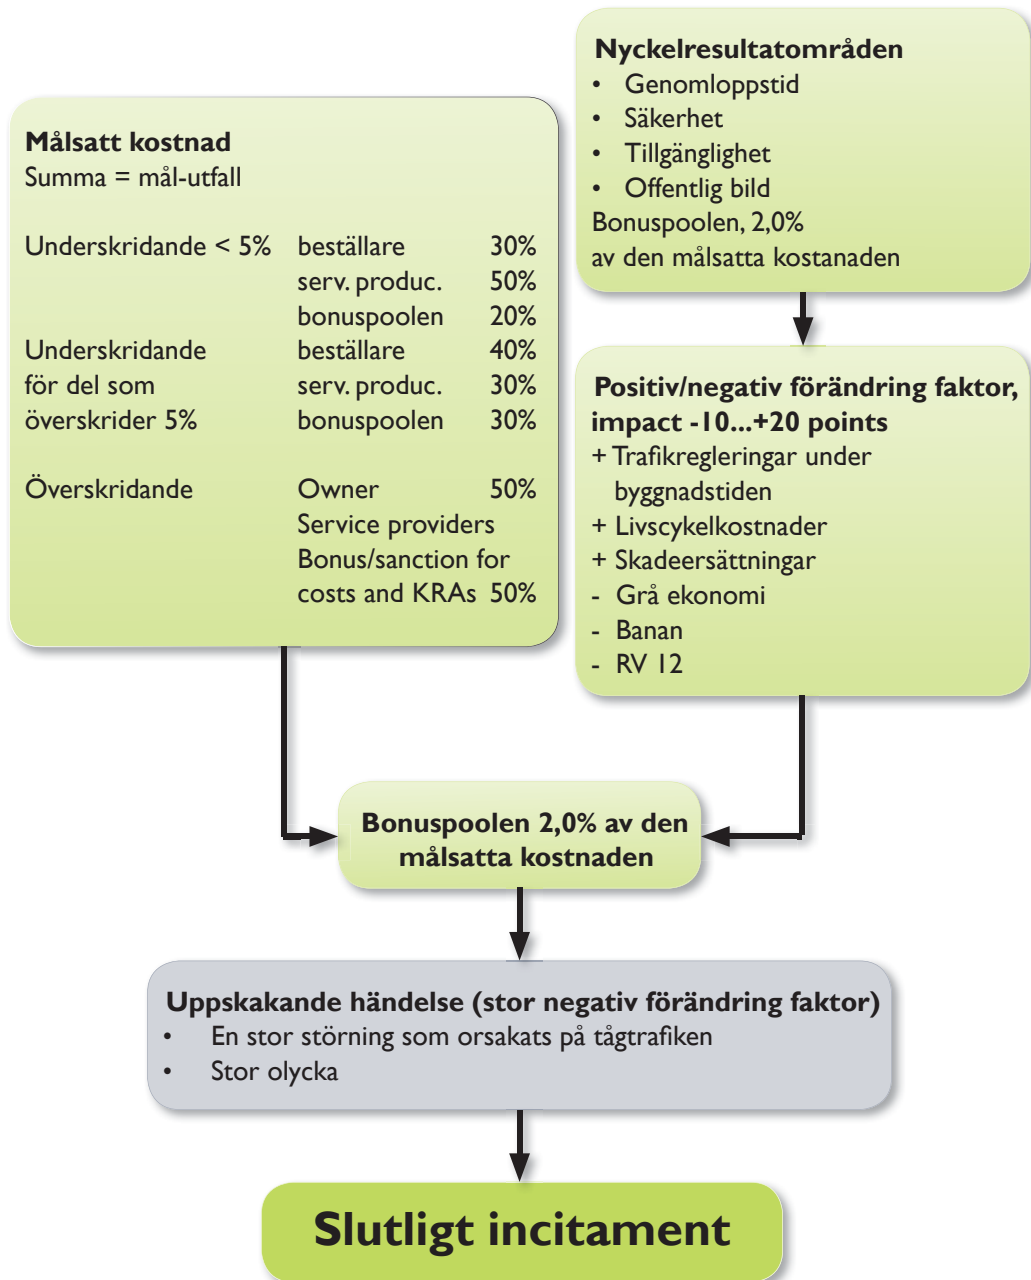 Målsatt kostnad
Summa = mål-utfall
Underskridande < 5% beställare 30%
serv. produc. 50%
bonuspoolen 20%
Underskridande beställare 40%
för del som serv. produc. 30%
överskrider 5% bonuspoolen 30%
Överskridande Owner 50%
Service providers
Bonus/sanction for
costs and KRAs 50%
Nyckelresultatområden
• Genomloppstid
• Säkerhet
• Tillgänglighet
• Offentlig bild
Bonuspoolen, 2,0%
av den målsatta kostanaden
Positiv/negativ förändring faktor,
impact -10...+20 points
+ Trafikregleringar under
byggnadstiden
+ Livscykelkostnader
+ Skadeersättningar
- Grå ekonomi
- Banan
- RV 12
Bonuspoolen 2,0% av den
målsatta kostnaden
Uppskakande händelse (stor negativ förändring faktor)
• En stor störning som orsakats på tågtrafiken
• Stor olycka
Slutligt incitament